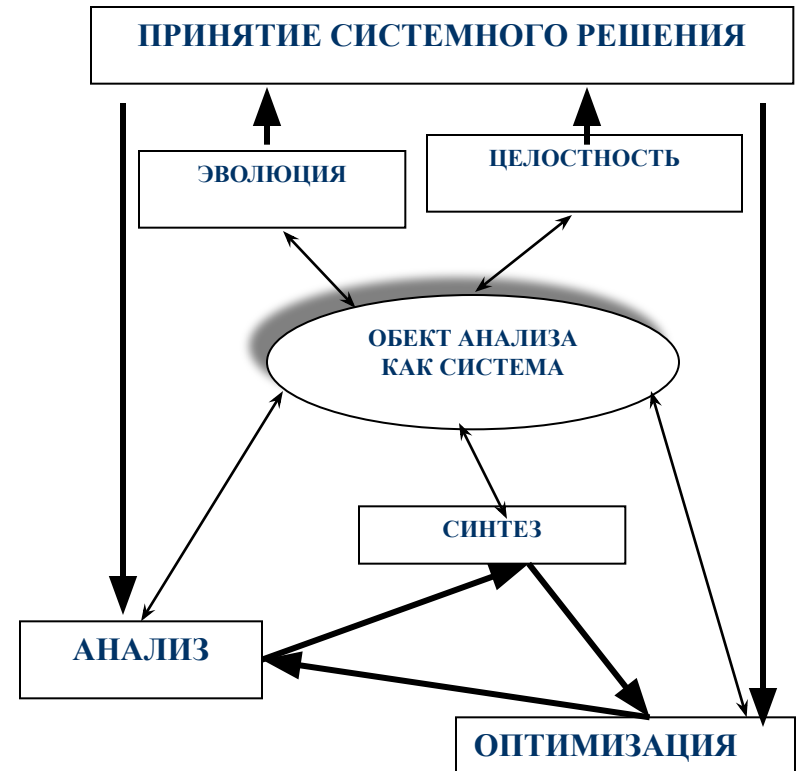 ПРИНЯТИЕ СИСТЕМНОГО РЕШЕНИЯ
ЭВОЛЮЦИЯ
ЦЕЛОСТНОСТЬ
ОБЕКТ АНАЛИЗА
КАК СИСТЕМА
СИНТЕЗ
АНАЛИЗ
ОПТИМИЗАЦИЯ